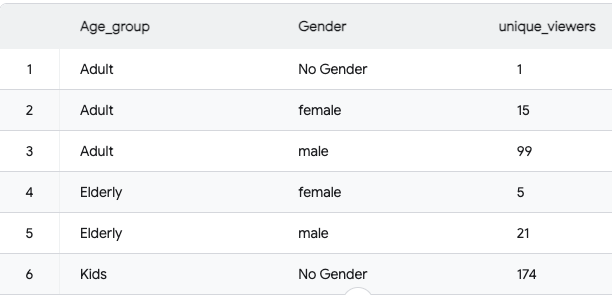 Age_group Gender unique_viewers
1 Adult No Gender 1
2 Adult female 15
3 Adult male 99
4 Elderly female 5
5 Elderly male 21
6 Kids No Gender 174